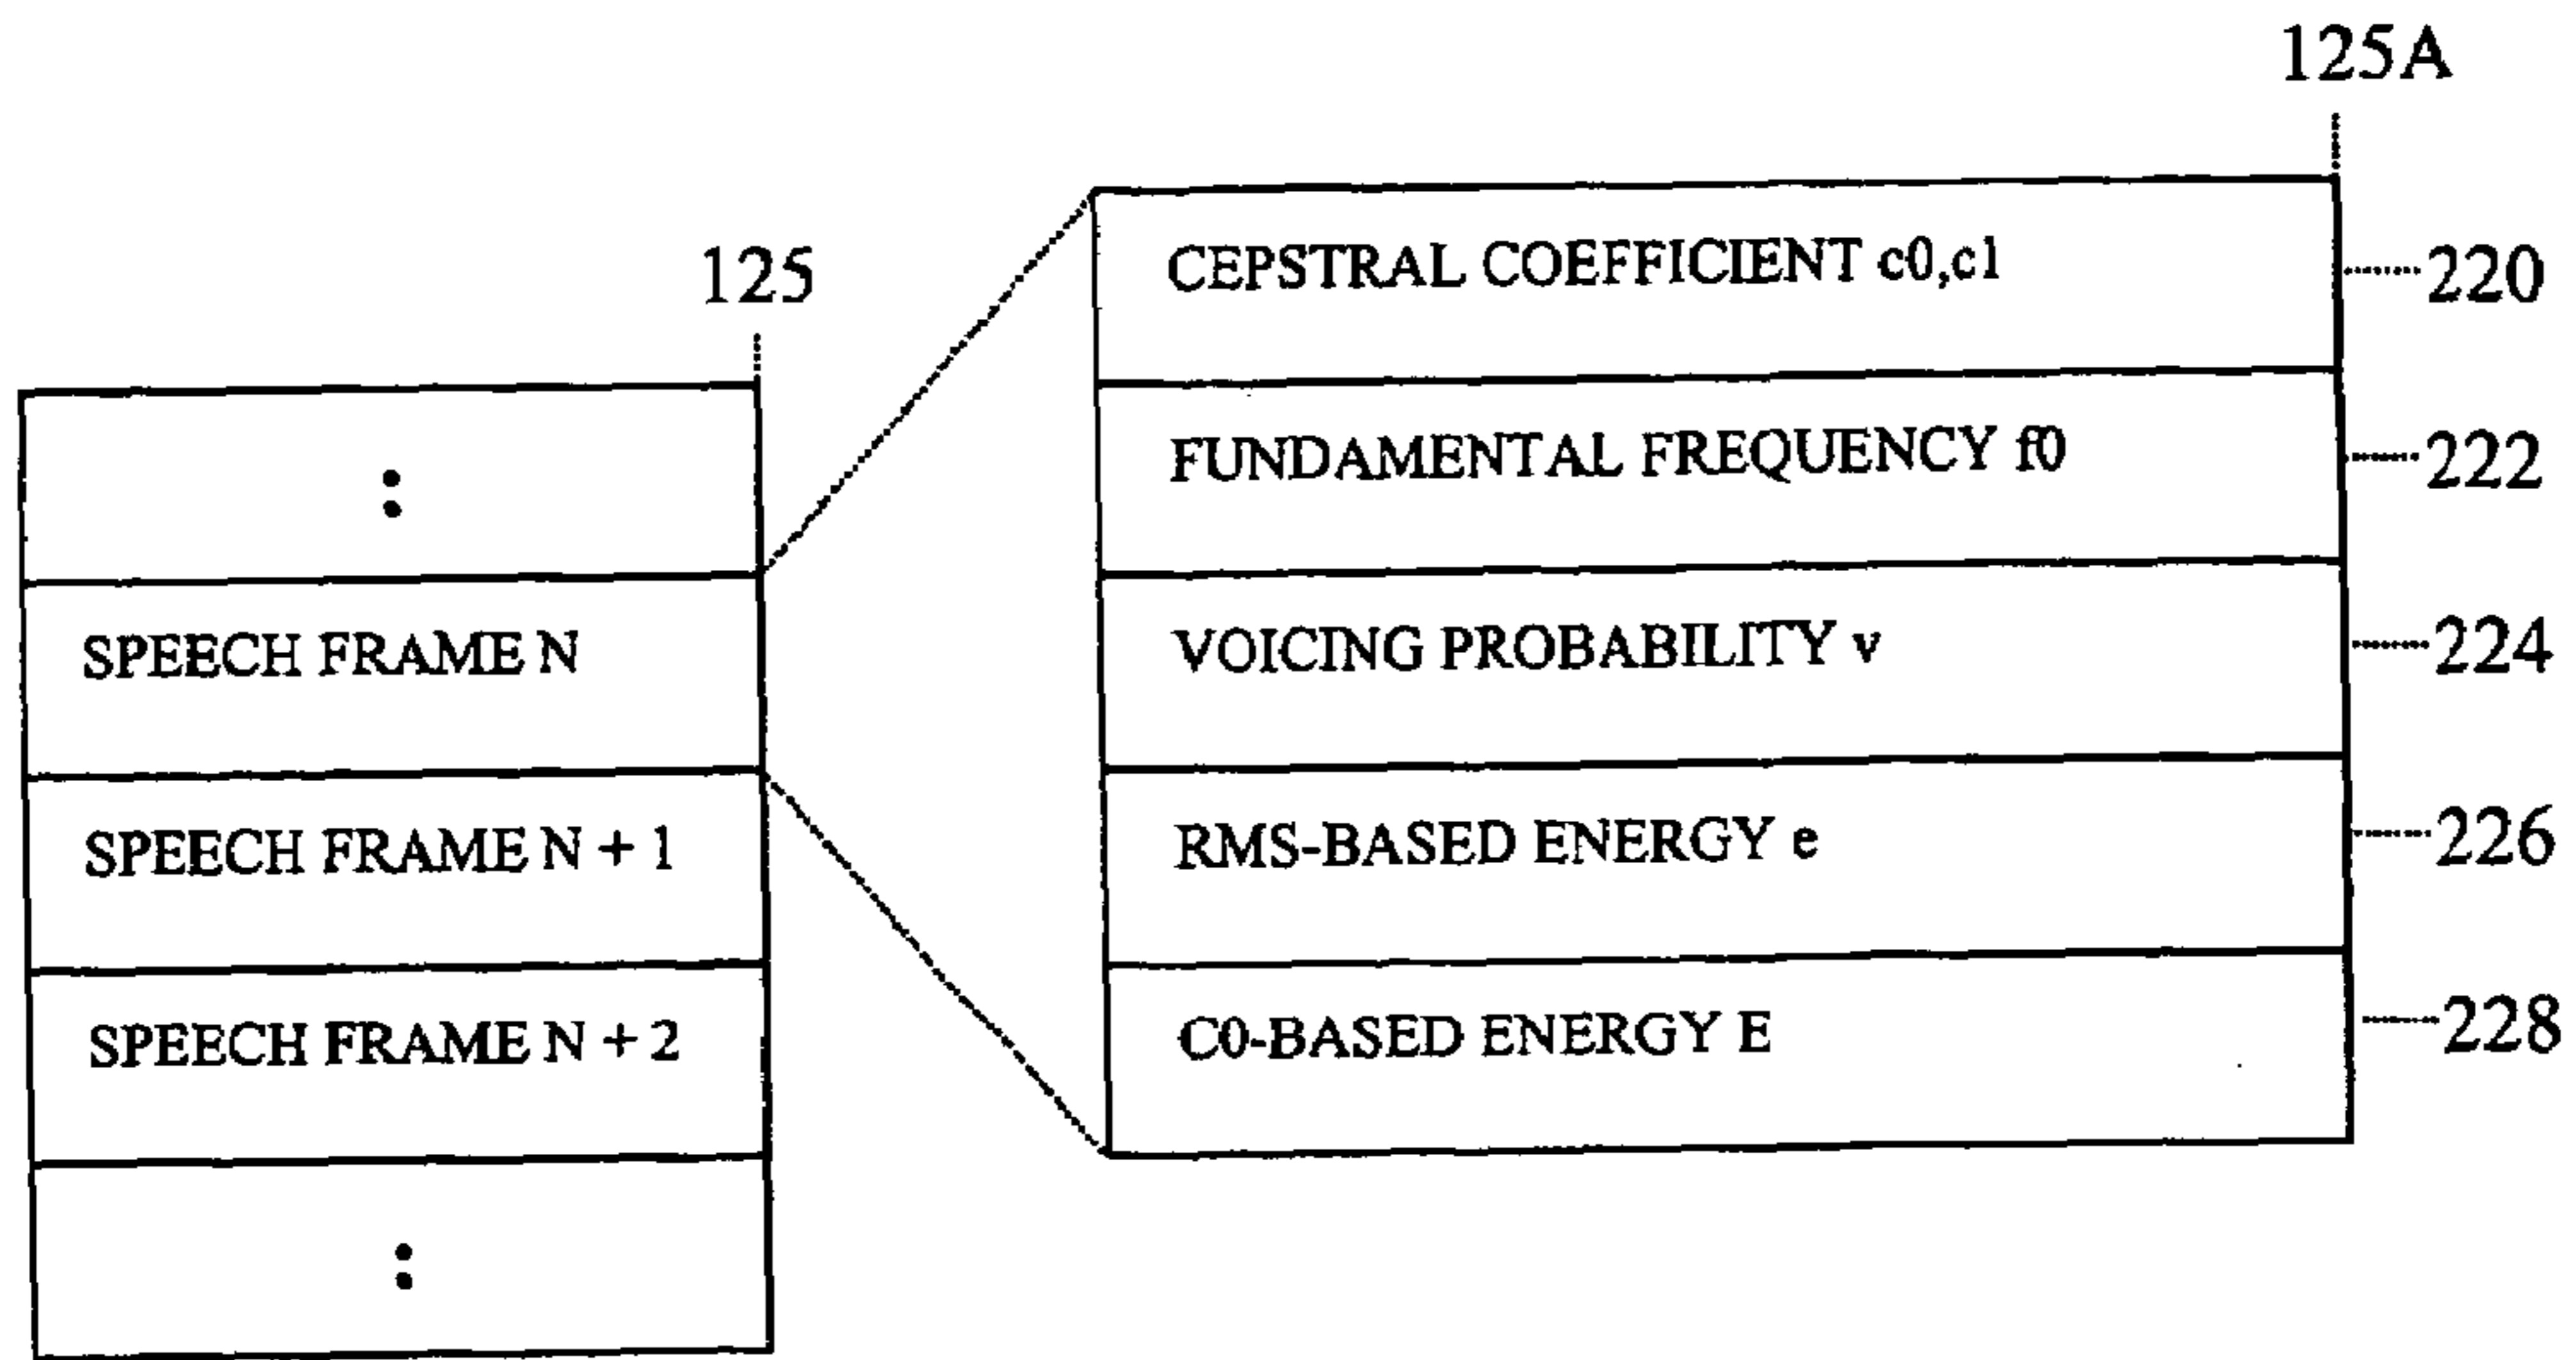 125A
125
CEPSTRAL COEFFICIENT c0,c1
220
FUNDAMENTAL FREQUENCY f0
222
SPEECH FRAME N
VOICING PROBABILITY v
224
SPEECH FRAME N + 1
RMS-BASED ENERGY e
226
SPEECH FRAME N + 2
C0-BASED ENERGY E
228